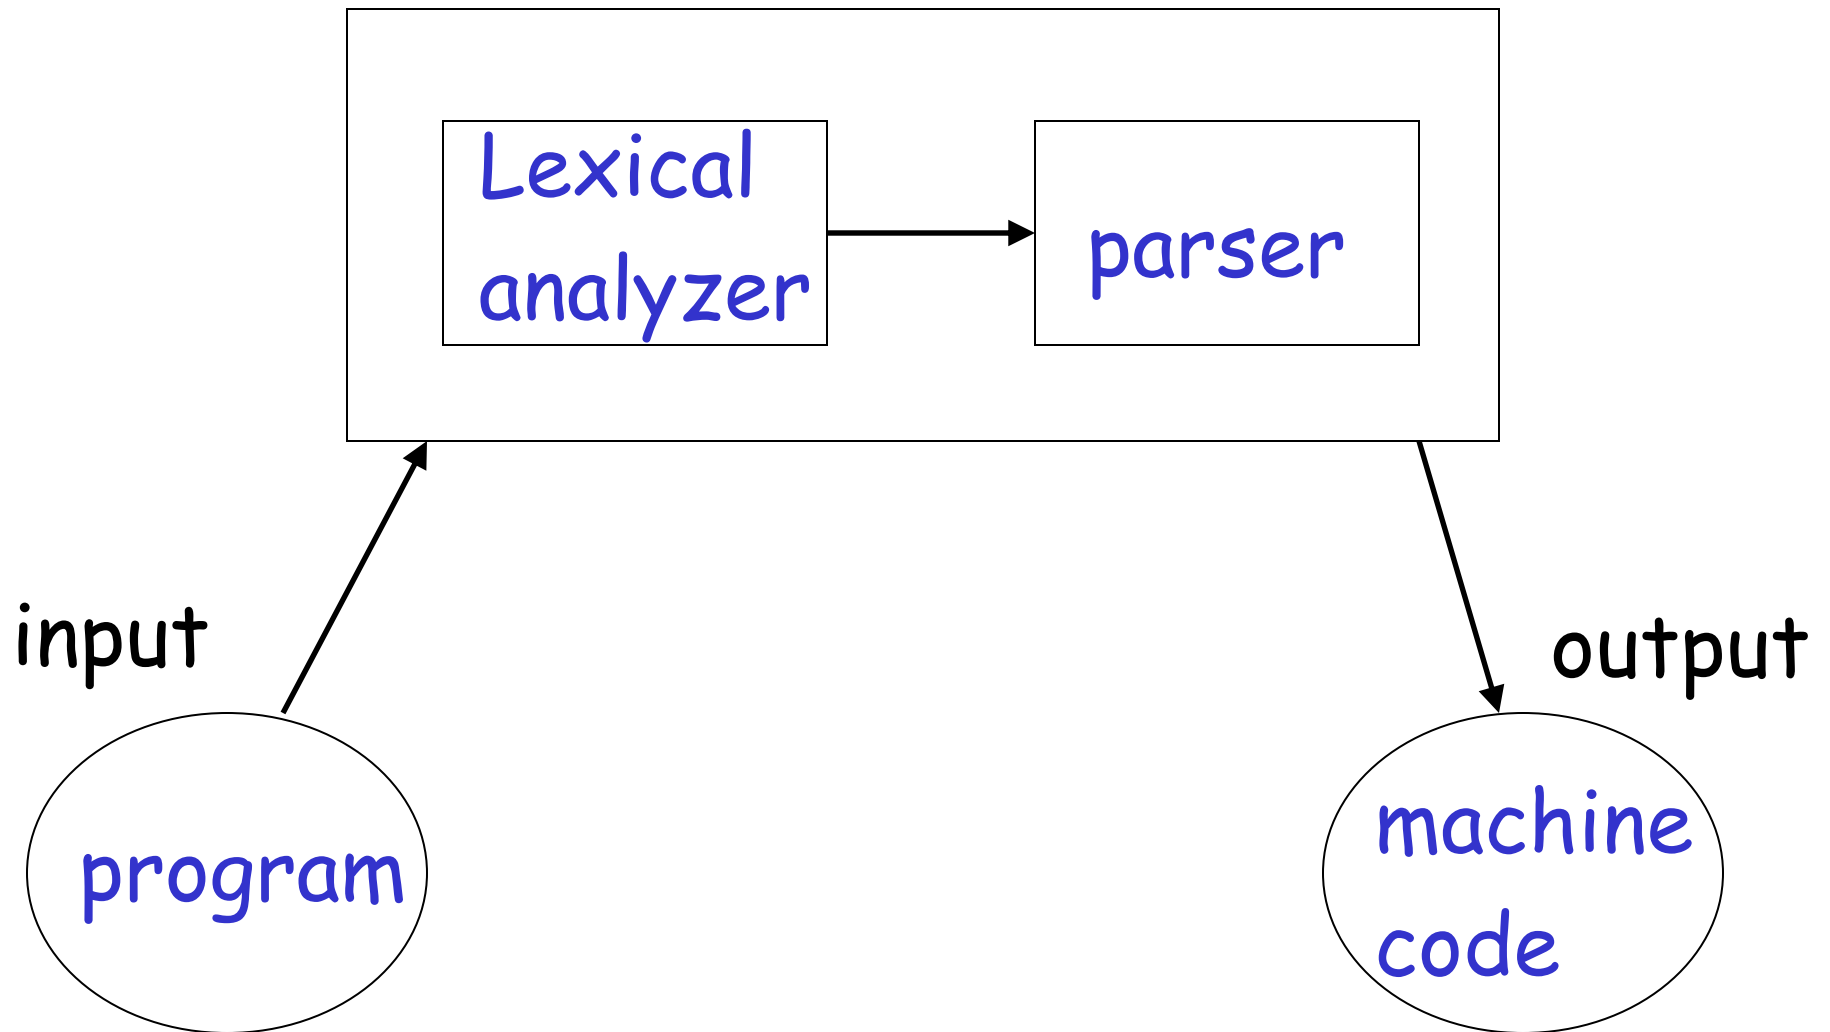 Lexical
analyzer
parser
input
output
program
machine
code